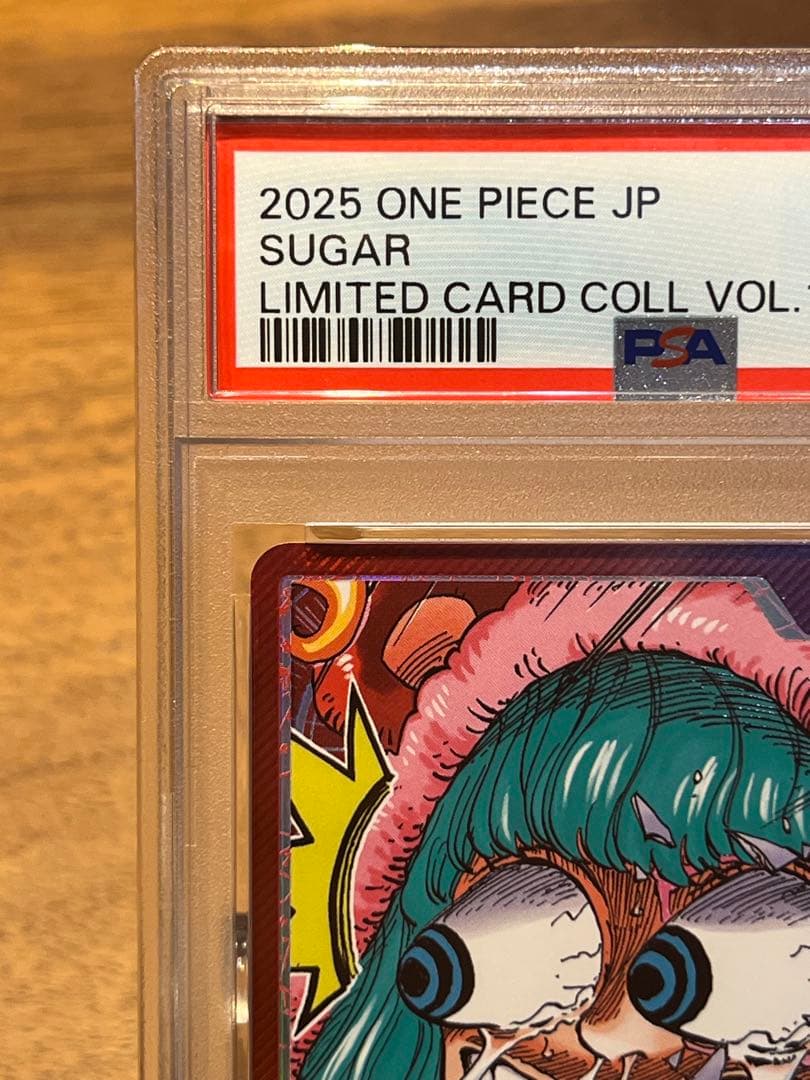 2025 ONE PIECE JP
SUGAR
LIMITED CARD COLL VOL.
PSA